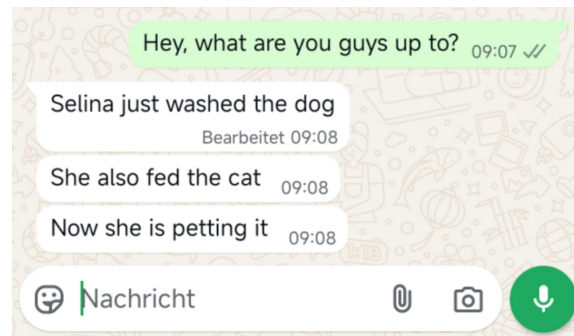 Hey, what are you guys up to? 09:07
Selina just washed the dog
Bearbeitet 09:08
She also fed the cat 09:08
Now she is petting it 09:08
Nachricht